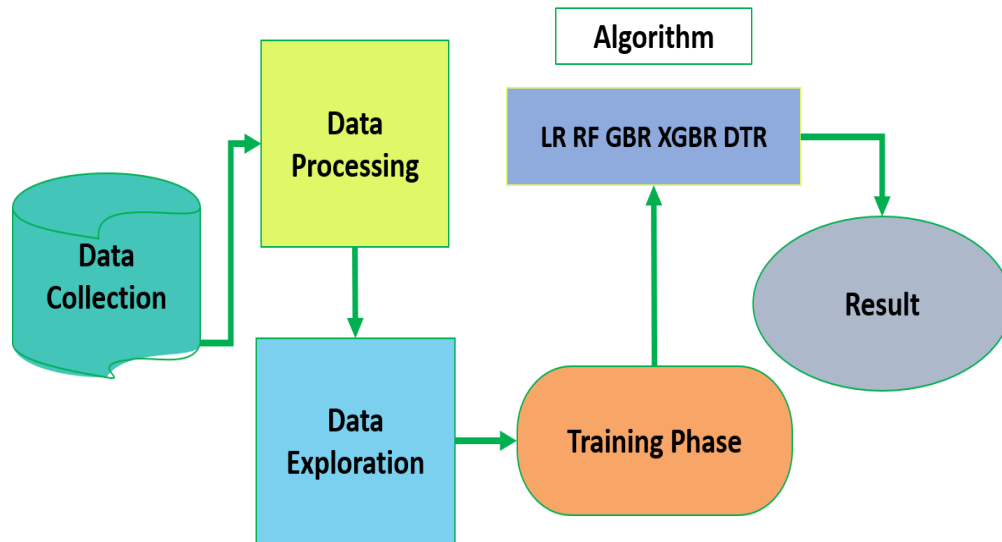 Algorithm
Data
Processing
LR RF GBR XGBR DTR
Data
Collection
Result
Data
Exploration
Training Phase